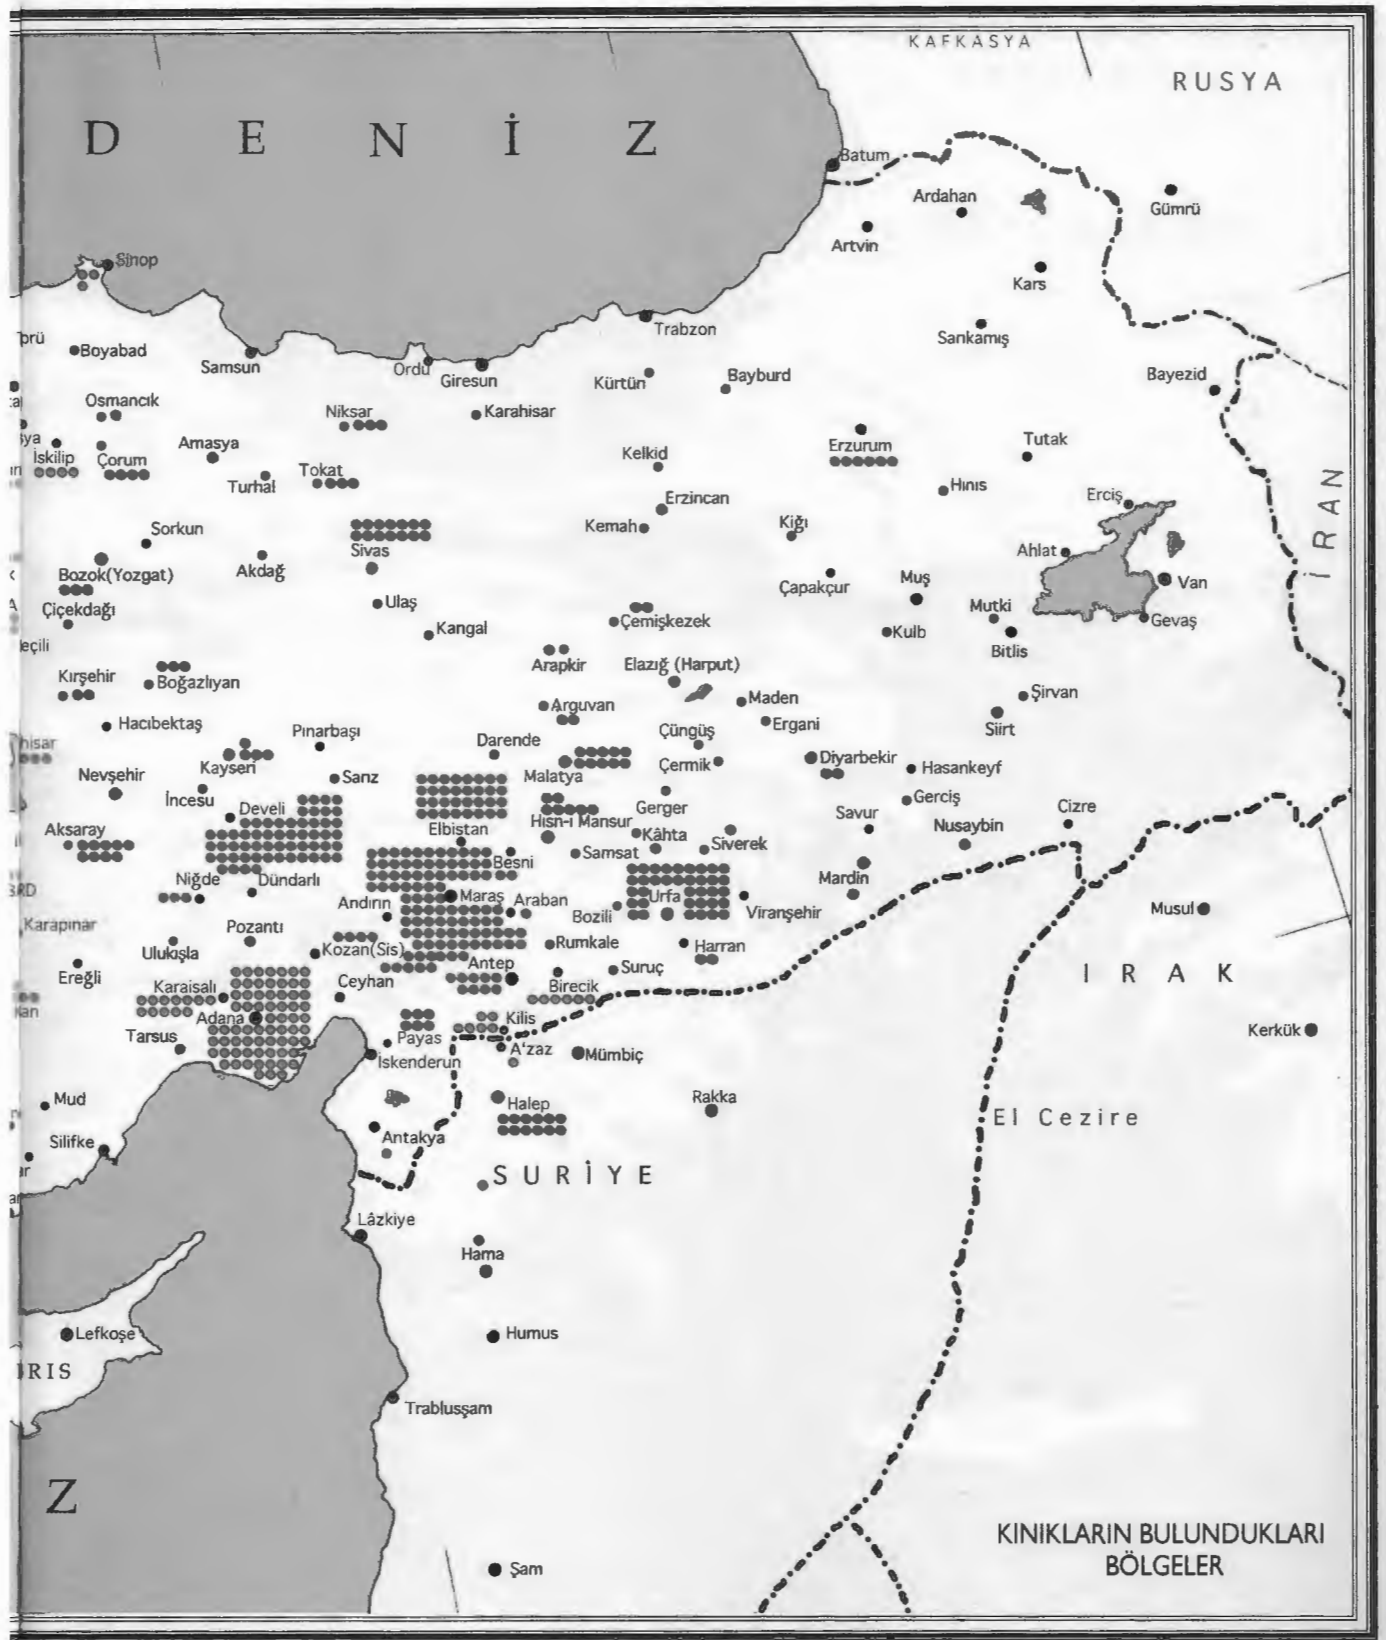 KAFKASYA
RUSYA
D E N İ Z
Batum
Ardahan
Gümrü
Artvin
Sinop
Kars
Trabzon
Sarıkamış
Boyabad
Samsun
Ordu
Giresun
Kürtün
Bayburd
Bayezid
Osmancık
Niksar
Karahisar
Amasya
Erzurum
Tutak
İskilip
Çorum
Tokat
Turhal
Kelkid
Hınıs
Erciş
Erzincan
İRAN
Sorkun
Kemah
Kiğı
Sivas
Ahlat
Bozok(Yozgat)
Akdağ
Çapakçur
Muş
Van
Çiçekdağı
Ulaş
Mutki
Çemişkezek
Gevaş
Kangal
Kulb
Bitlis
Arapkir
Elazığ (Harput)
Kırşehir
Boğazlıyan
Şirvan
Maden
Arguvan
Hacıbektaş
Ergani
Siirt
Pınarbaşı
Çüngüş
hisar
Darende
Diyarbekir
Kayseri
Çermik
Hasankeyf
Nevşehir
Sarız
Malatya
İncesu
Gerger
Gerciş
Develi
Savur
Cizre
Hısn-ı Mansur
Aksaray
Elbistan
Kâhta
Nusaybin
Siverek
Besni
Samsat
Niğde
Dündarlı
Mardin
Maraş
Urfa
Andırın
Araban
Bozili
Viranşehir
Musul
Karapınar
Pozantı
Ulukışla
Kozan(Sis)
Rumkale
Harran
Antep
Suruç
Ereğli
IRAK
Karaisalı
Ceyhan
Birecik
Adana
Kilis
Tarsus
Payas
Kerkük
A'zaz
Mümbiç
İskenderun
Mud
Halep
Rakka
El Cezire
Antakya
Silifke
SURİYE
Lâzkiye
Hama
Lefkoşe
Humus
RIS
Trablusşam
Z
KINIKLARIN BULUNDUKLARI
BÖLGELER
Şam